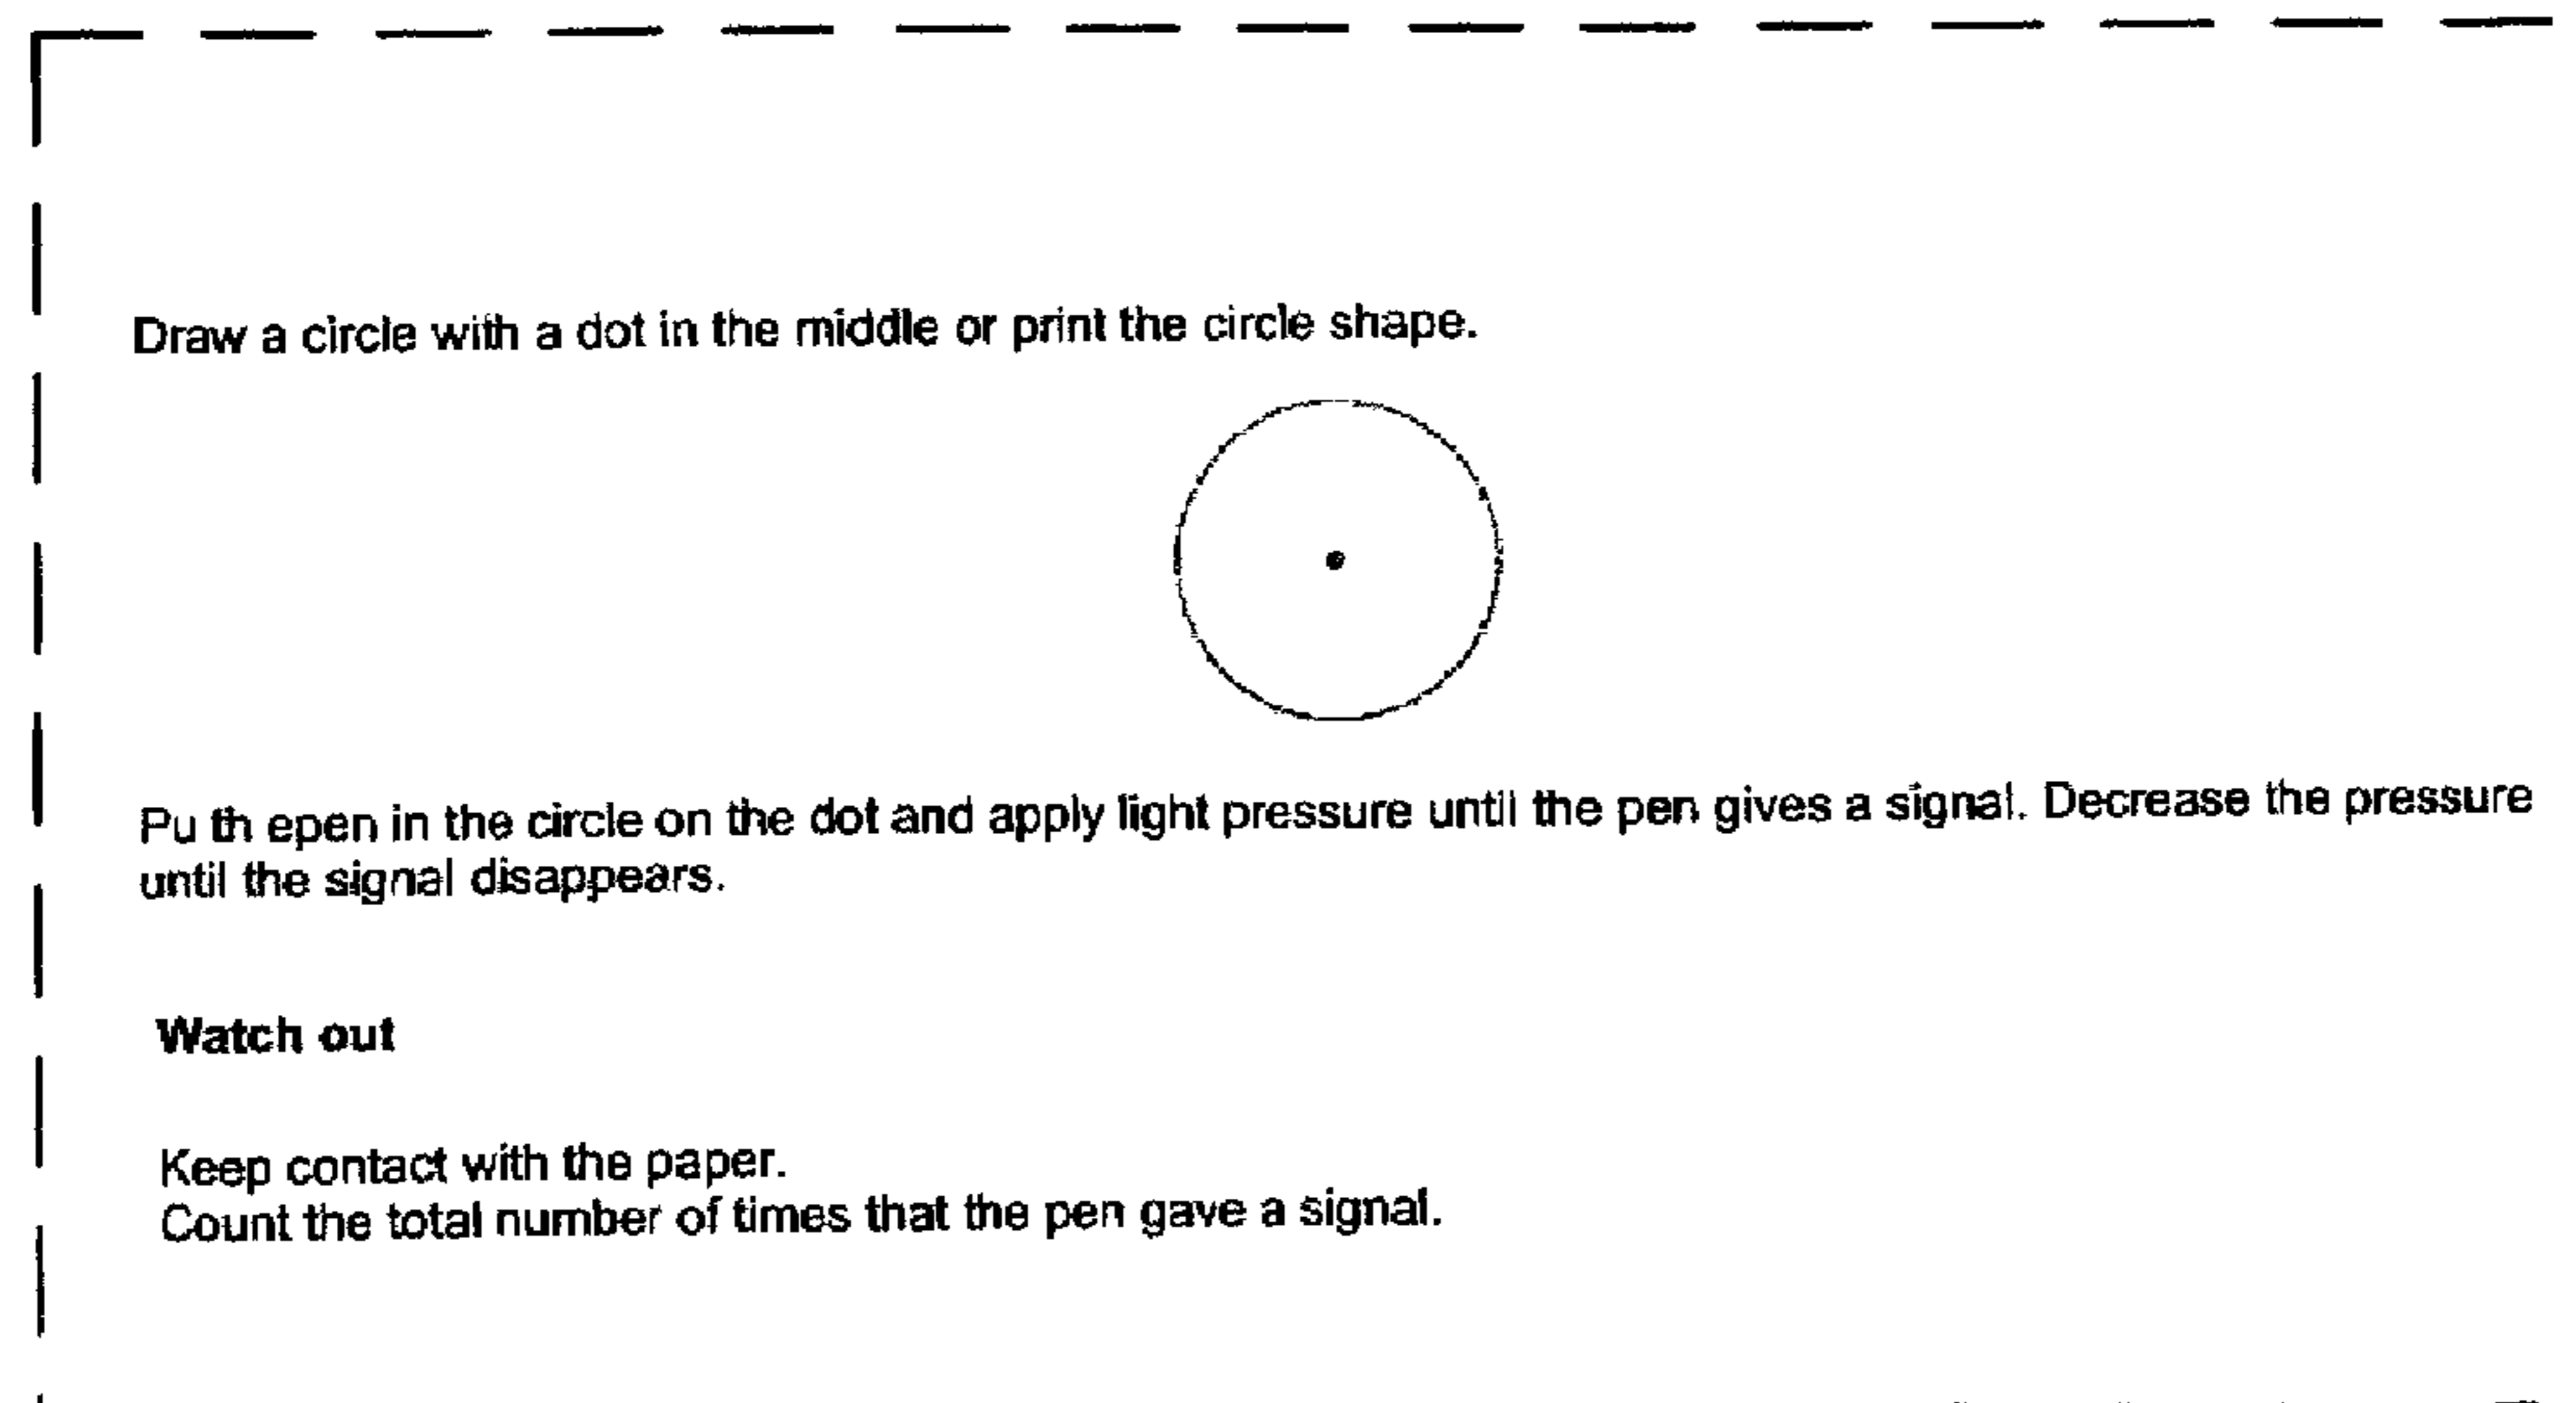 Draw a circle with a dot in the middle or print the circle shape.
Pu th epen in the circle on the dot and apply light pressure until the pen gives a signal. Decrease the pressure
until the signal disappears.
Watch out
Keep contact with the paper.
Count the total number of times that the pen gave a signal.